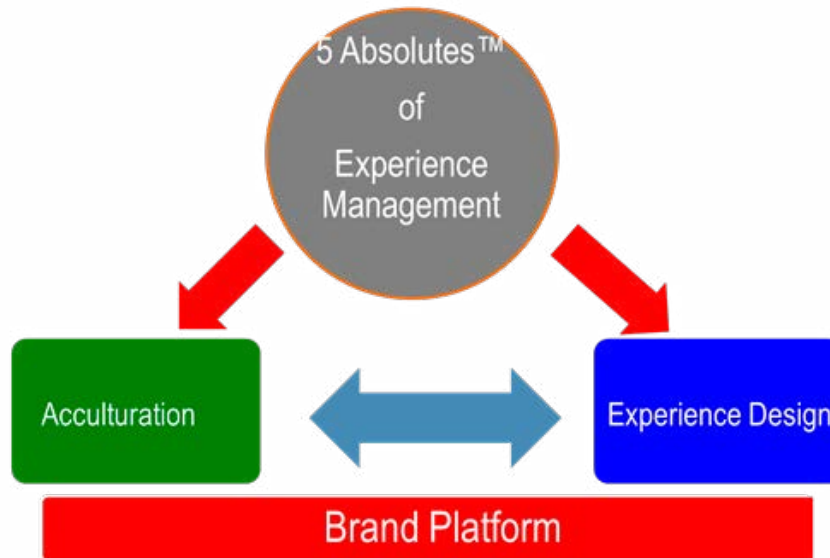 5 Absolutes™
of
Experience
Management
Acculturation
Experience Design
Brand Platform